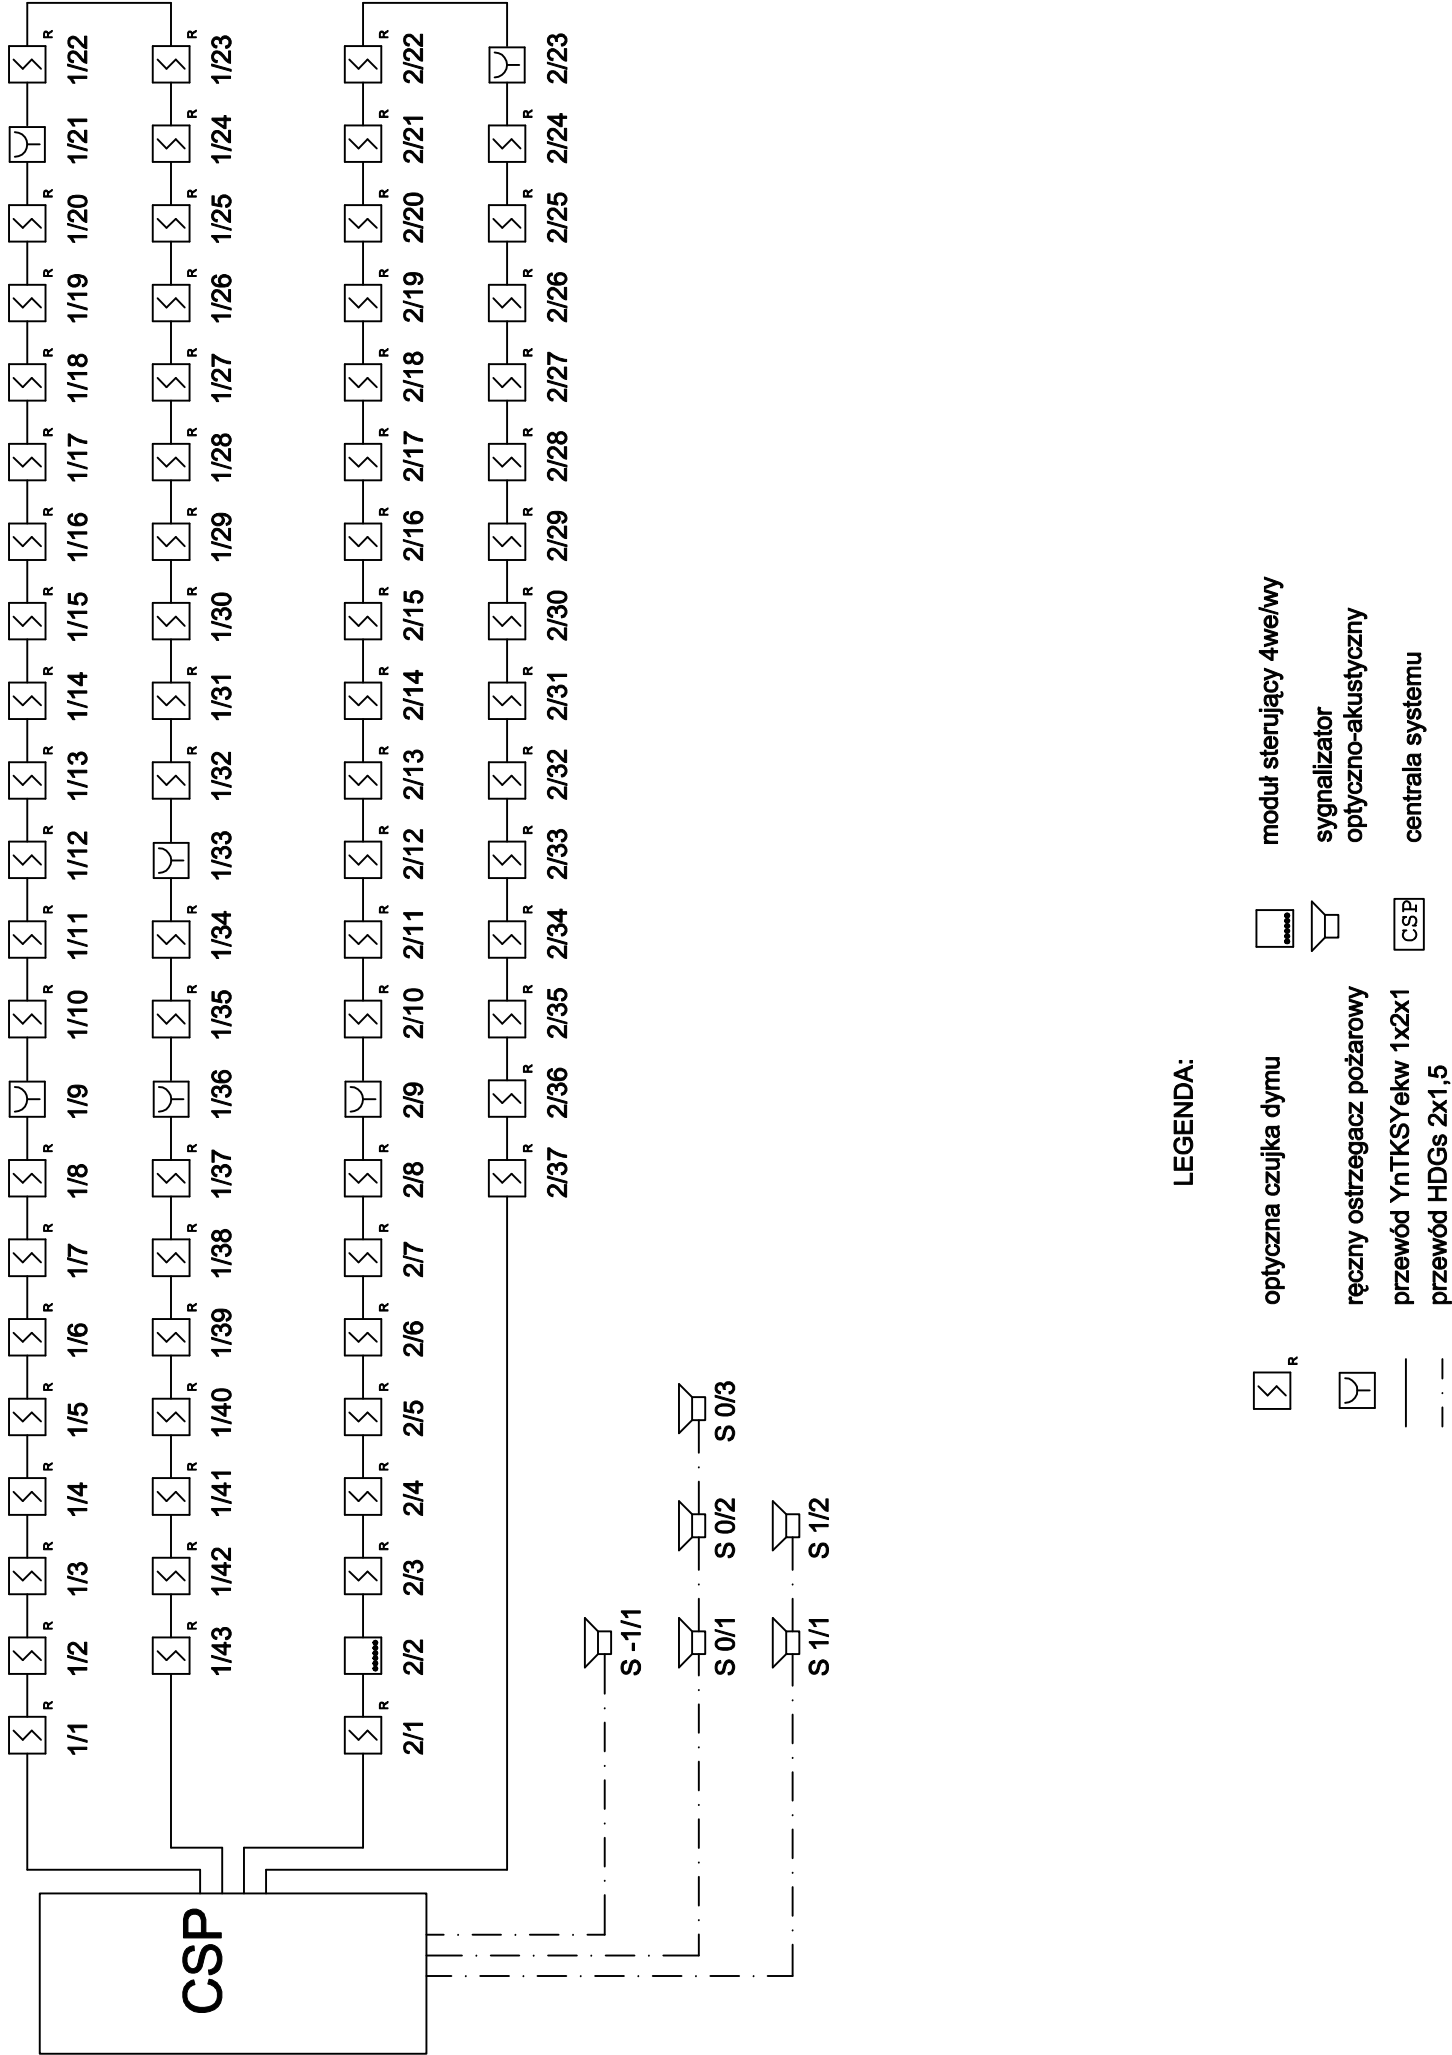 CSP
R R R R R R R R R R R R R R R R R R R R
1/1 1/2 1/3 1/4 1/5 1/6 1/7 1/8 1/9 1/10 1/11 1/12 1/13 1/14 1/15 1/16 1/17 1/18 1/19 1/20 1/21 1/22
R R R R R R R R R R R R R R R R R R R
1/43 1/42 1/41 1/40 1/39 1/38 1/37 1/36 1/35 1/34 1/33 1/32 1/31 1/30 1/29 1/28 1/27 1/26 1/25 1/24 1/23
R R R R R R R R R R R R R R R R R R R R
2/1 2/2 2/3 2/4 2/5 2/6 2/7 2/8 2/9 2/10 2/11 2/12 2/13 2/14 2/15 2/16 2/17 2/18 2/19 2/20 2/21 2/22
R R R R R R R R R R R R R R
2/37 2/36 2/35 2/34 2/33 2/32 2/31 2/30 2/29 2/28 2/27 2/26 2/25 2/24 2/23
S -1/1
S 0/1 S 0/2 S 0/3
S 1/1 S 1/2
LEGENDA:
R
optyczna czujka dymu
ręczny ostrzegacz pożarowy
przewód YnTKSYekw 1x2x1
przewód HDGs 2x1,5
moduł sterujący 4we/wy
sygnalizator
optyczno-akustyczny
CSP
centrala systemu